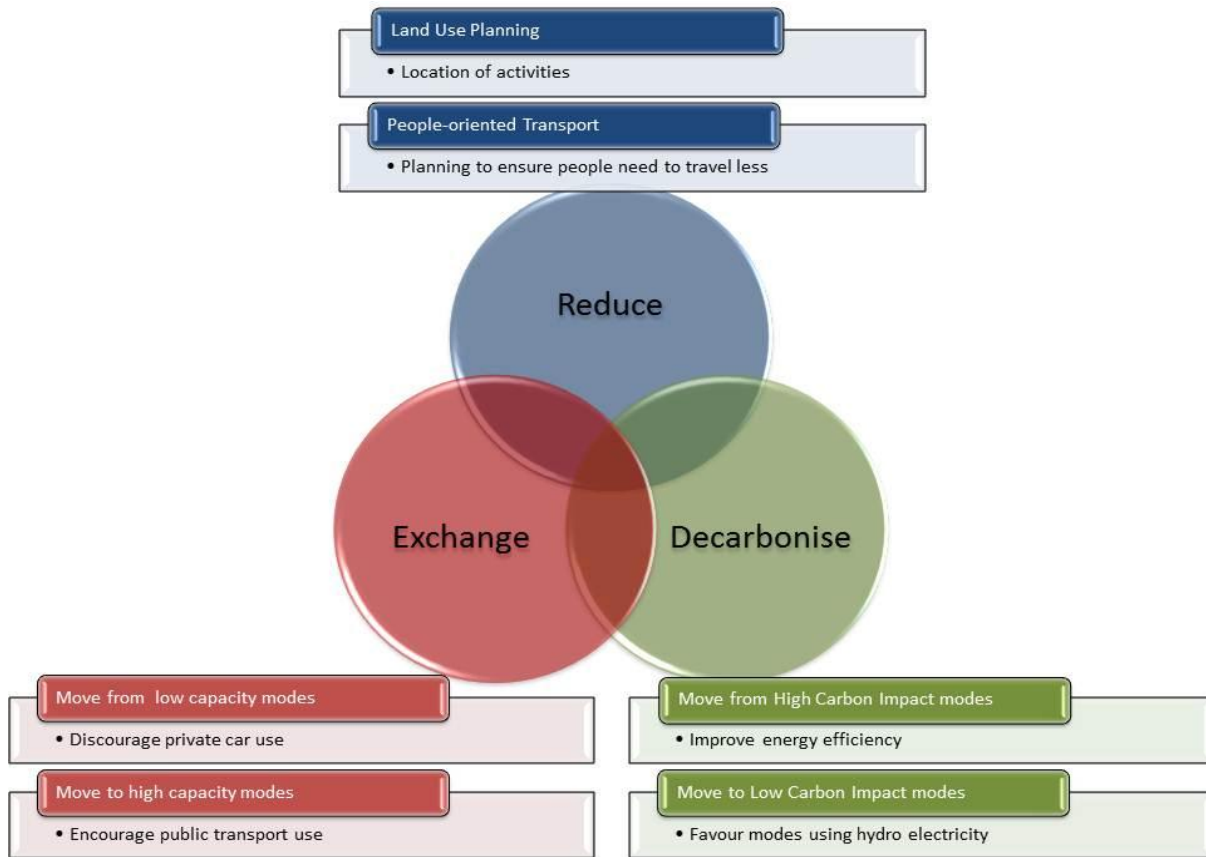 Land Use Planning
• Location of activities
People-oriented Transport
• Planning to ensure people need to travel less
Reduce
Exchange
Decarbonise
Move from low capacity modes
• Discourage private car use
Move to high capacity modes
• Encourage public transport use
Move from High Carbon Impact modes
• Improve energy efficiency
Move to Low Carbon Impact modes
• Favour modes using hydro electricity